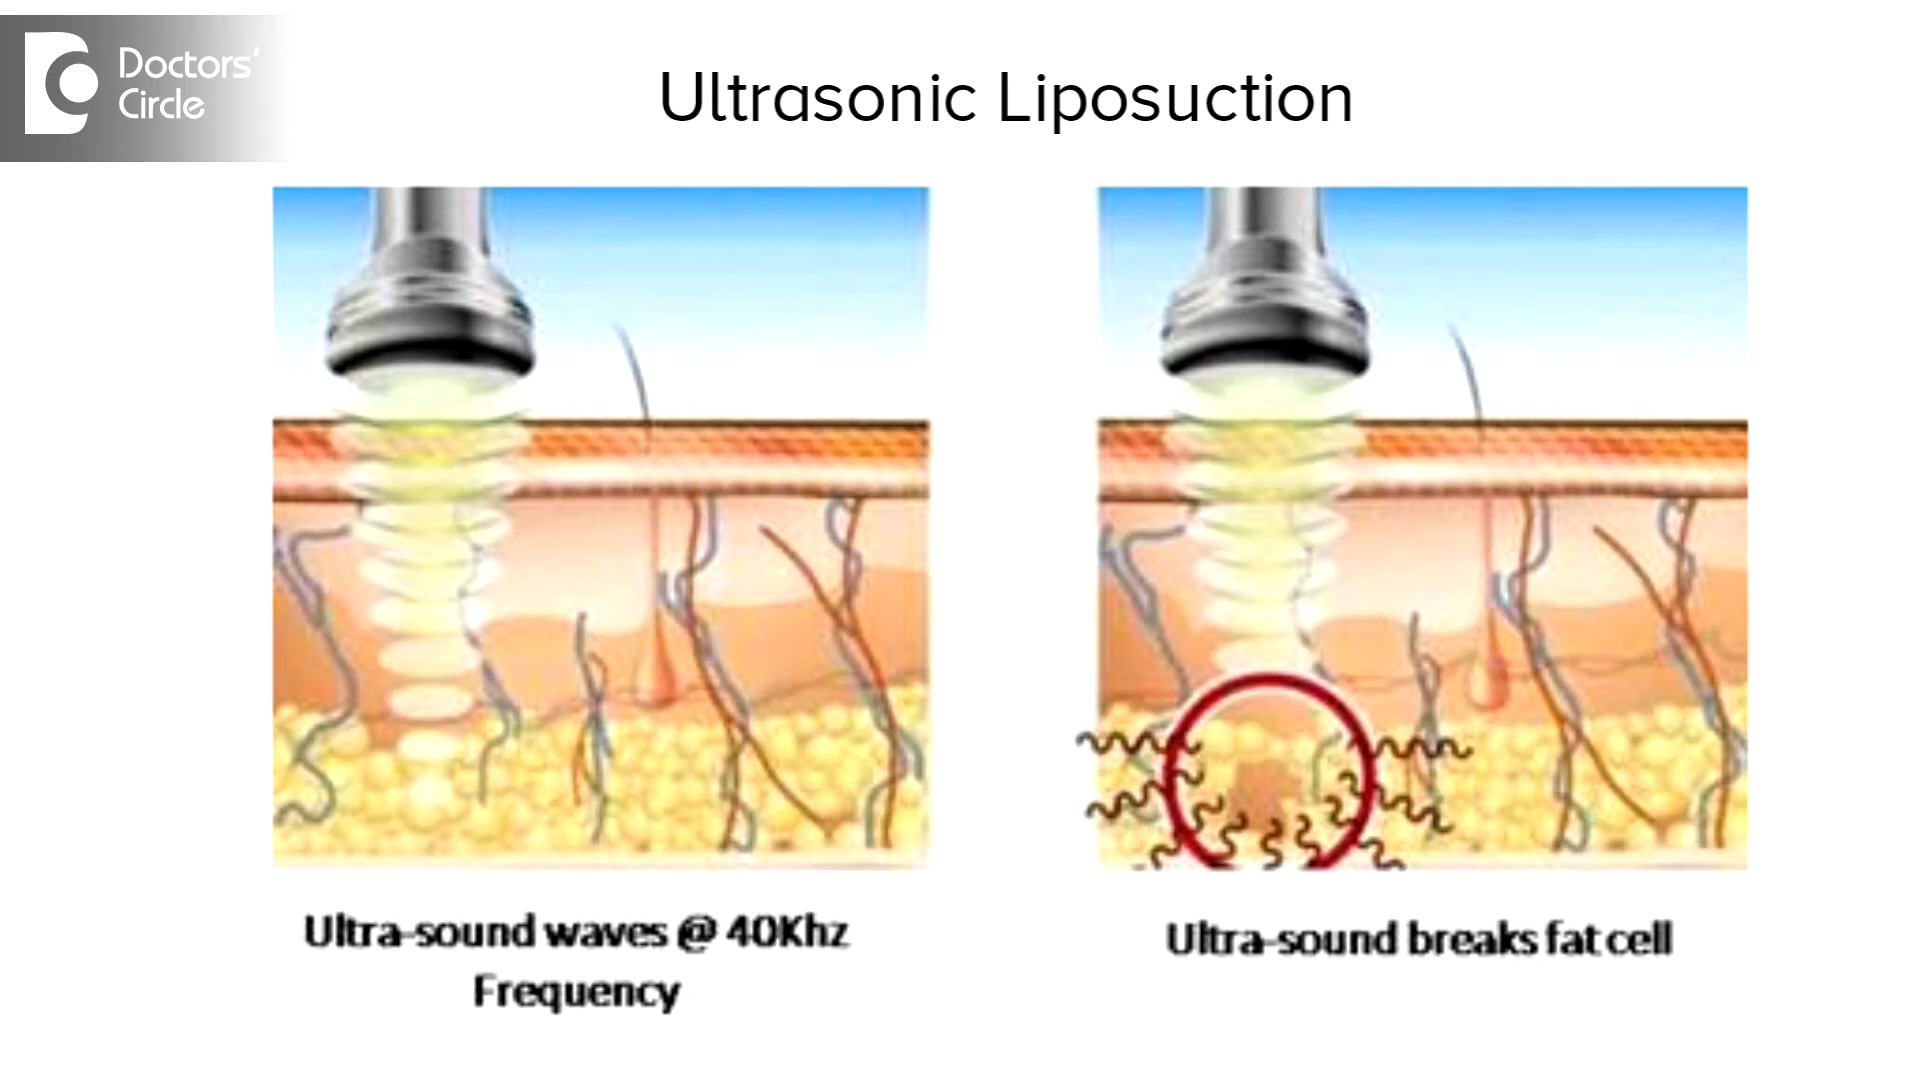 Doctors'
Circle
Ultrasonic Liposuction
Ultra-sound waves @ 40Khz
Frequency
Ultra-sound breaks fat cell